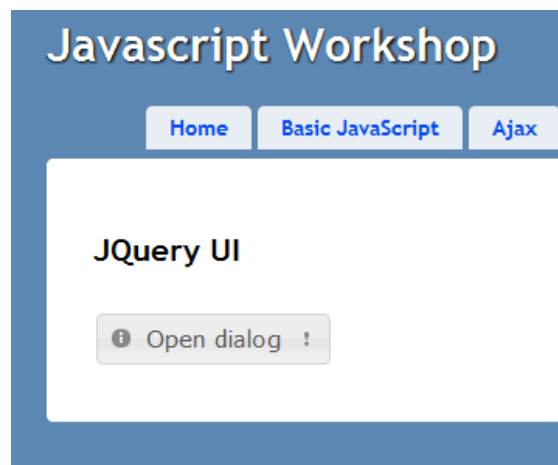 Javascript Workshop
Home Basic JavaScript Ajax
JQuery UI
Open dialog